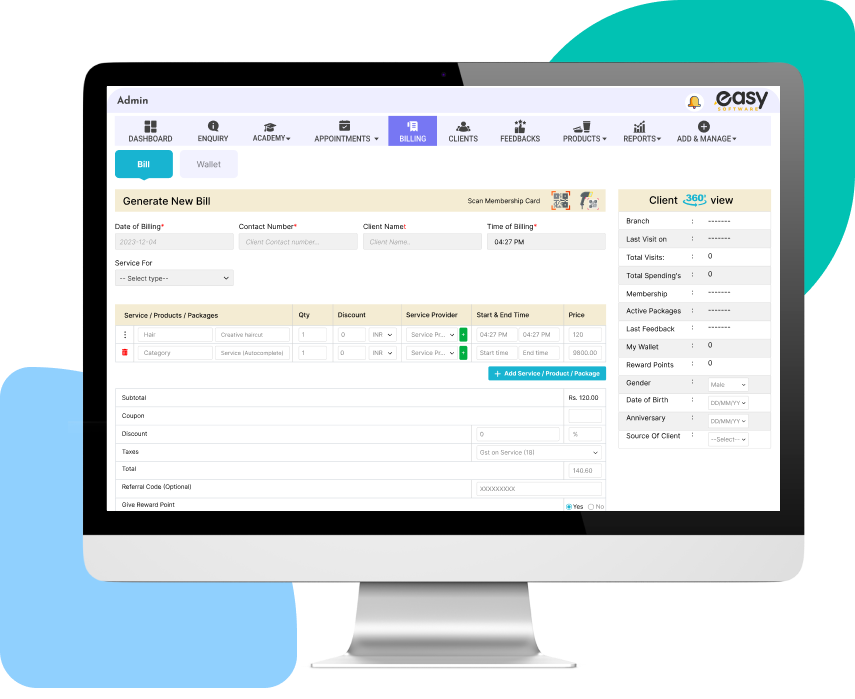 Admin
easy
SOFTWARE
DASHBOARD ENQUIRY ACADEMY APPOINTMENTS BILLING CLIENTS FEEDBACKS PRODUCTS REPORTS ADD & MANAGE
Bill Wallet
Generate New Bill Scan Membership Card
Date of Billing* Contact Number* Client Name* Time of Billing*
2023-12-04 Client Contact number... Client Name.. 04:27 PM
Service For
-- Select type--
Service / Products / Packages Qty Discount Service Provider Start & End Time Price
Hair Creative haircut 1 0 INR Service Pr... + 04:27 PM 04:27 PM 120
Category Service (Autocomplete) 1 0 INR Service Pr... + Start time End time 9800.00
+ Add Service / Product / Package
Subtotal Rs. 120.00
Coupon
Discount 0 %
Taxes Gst on Service (18)
Total 140.60
Referral Code (Optional) XXXXXXXXX
Give Reward Point Yes No
Client 360° view
Branch : -------
Last Visit on : -------
Total Visits: : 0
Total Spending's : 0
Membership : -------
Active Packages : -------
Last Feedback : -------
My Wallet : 0
Reward Points : 0
Gender : Male
Date of Birth : DD/MM/YY
Anniversary : DD/MM/YY
Source Of Client : --Select--